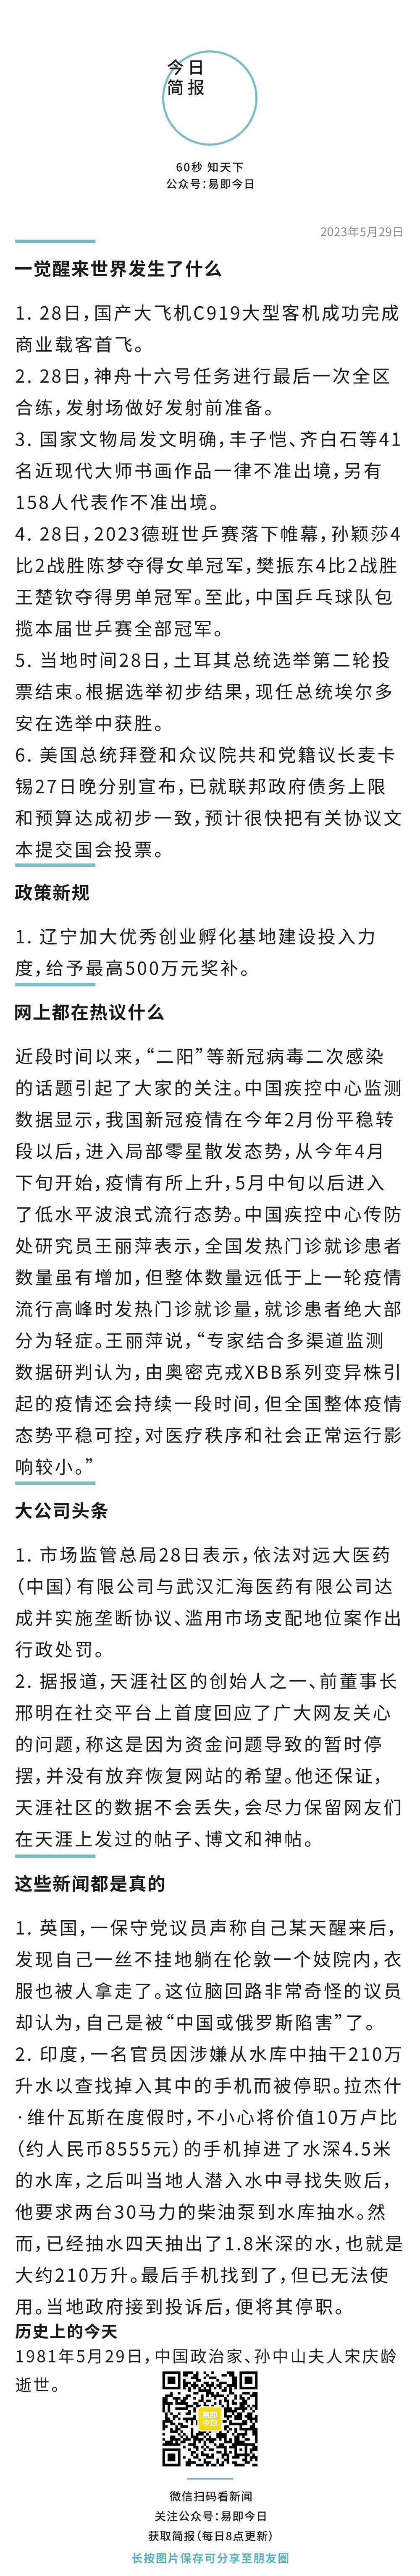 今日
简报
60秒 知天下
公众号：易即今日
2023年5月29日
一觉醒来世界发生了什么
1. 28日，国产大飞机C919大型客机成功完成
商业载客首飞。
2. 28日，神舟十六号任务进行最后一次全区
合练，发射场做好发射前准备。
3. 国家文物局发文明确，丰子恺、齐白石等41
名近现代大师书画作品一律不准出境，另有
158人代表作不准出境。
4. 28日，2023德班世乒赛落下帷幕，孙颖莎4
比2战胜陈梦夺得女单冠军，樊振东4比2战胜
王楚钦夺得男单冠军。至此，中国乒乓球队包
揽本届世乒赛全部冠军。
5. 当地时间28日，土耳其总统选举第二轮投
票结束。根据选举初步结果，现任总统埃尔多
安在选举中获胜。
6. 美国总统拜登和众议院共和党籍议长麦卡
锡27日晚分别宣布，已就联邦政府债务上限
和预算达成初步一致，预计很快把有关协议文
本提交国会投票。
政策新规
1. 辽宁加大优秀创业孵化基地建设投入力
度，给予最高500万元奖补。
网上都在热议什么
近段时间以来，“二阳”等新冠病毒二次感染
的话题引起了大家的关注。中国疾控中心监测
数据显示，我国新冠疫情在今年2月份平稳转
段以后，进入局部零星散发态势，从今年4月
下旬开始，疫情有所上升，5月中旬以后进入
了低水平波浪式流行态势。中国疾控中心传防
处研究员王丽萍表示，全国发热门诊就诊患者
数量虽有增加，但整体数量远低于上一轮疫情
流行高峰时发热门诊就诊量，就诊患者绝大部
分为轻症。王丽萍说，“专家结合多渠道监测
数据研判认为，由奥密克戎XBB系列变异株引
起的疫情还会持续一段时间，但全国整体疫情
态势平稳可控，对医疗秩序和社会正常运行影
响较小。”
大公司头条
1. 市场监管总局28日表示，依法对远大医药
（中国）有限公司与武汉汇海医药有限公司达
成并实施垄断协议、滥用市场支配地位案作出
行政处罚。
2. 据报道，天涯社区的创始人之一、前董事长
邢明在社交平台上首度回应了广大网友关心
的问题，称这是因为资金问题导致的暂时停
摆，并没有放弃恢复网站的希望。他还保证，
天涯社区的数据不会丢失，会尽力保留网友们
在天涯上发过的帖子、博文和神帖。
这些新闻都是真的
1. 英国，一保守党议员声称自己某天醒来后，
发现自己一丝不挂地躺在伦敦一个妓院内，衣
服也被人拿走了。这位脑回路非常奇怪的议员
却认为，自己是被“中国或俄罗斯陷害”了。
2. 印度，一名官员因涉嫌从水库中抽干210万
升水以查找掉入其中的手机而被停职。拉杰什
·维什瓦斯在度假时，不小心将价值10万卢比
（约人民币8555元）的手机掉进了水深4.5米
的水库，之后叫当地人潜入水中寻找失败后，
他要求两台30马力的柴油泵到水库抽水。然
而，已经抽水四天抽出了1.8米深的水，也就是
大约210万升。最后手机找到了，但已无法使
用。当地政府接到投诉后，便将其停职。
历史上的今天
1981年5月29日，中国政治家、孙中山夫人宋庆龄
逝世。
易即
今日
微信扫码看新闻
关注公众号：易即今日
获取简报（每日8点更新）
长按图片保存可分享至朋友圈